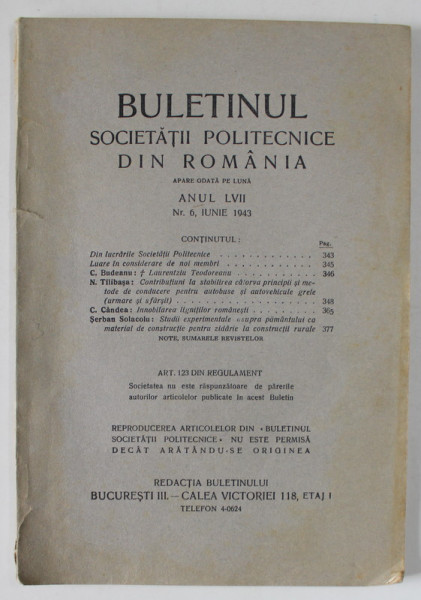 BULETINUL
SOCIETĂȚII POLITECNICE
DIN ROMÂNIA
APARE ODATĂ PE LUNĂ
ANUL LVII
Nr. 6, IUNIE 1943
CONȚINUTUL :
Pag.
Din lucrările Societății Politecnice . . . . . . . . . . . . . 343
Luare în considerare de noi membri . . . . . . . . . . . . 345
C. Budeanu: † Laurentziu Teodoreanu . . . . . . . . . . . 346
N. Tilibașa: Contribuțiuni la stabilirea câtorva principii și me-
tode de conducere pentru autobuse și autovehicule grele
(urmare și sfârșit) . . . . . . . . . . . . . . . . . 348
C. Cândea: Innobilarea ligniților românești . . . . . . . . . 365
Șerban Solacolu: Studii experimentale asupra pământului ca
material de construcție pentru zidărie la construcții rurale 377
NOTE, SUMARELE REVISTELOR
ART. 123 DIN REGULAMENT
Societatea nu este răspunzătoare de părerile
autorilor articolelor publicate în acest Buletin
REPRODUCEREA ARTICOLELOR DIN «BULETINUL
SOCIETĂȚII POLITECNICE» NU ESTE PERMISĂ
DECÂT ARĂTÂNDU-SE ORIGINEA
REDACȚIA BULETINULUI
BUCUREȘTI III.— CALEA VICTORIEI 118, ETAJ I
TELEFON 4-0624